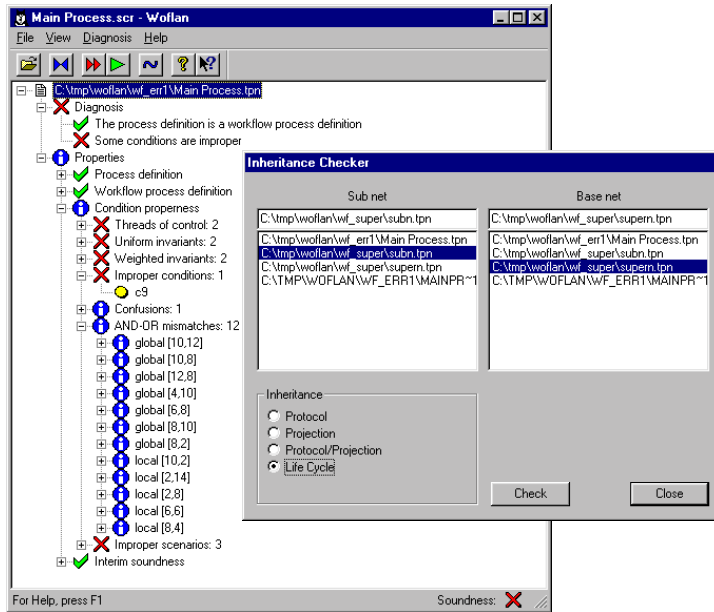 Main Process.scr - Woflan
File View Diagnosis Help
C:\tmp\woflan\wf_err1\Main Process.tpn
Diagnosis
The process definition is a workflow process definition
Some conditions are improper
Properties
Process definition
Workflow process definition
Condition properness
Threads of control: 2
Uniform invariants: 2
Weighted invariants: 2
Improper conditions: 1
c9
Confusions: 1
AND-OR mismatches: 12
global [10,12]
global [10,8]
global [12,8]
global [4,10]
global [6,8]
global [8,10]
global [8,2]
local [10,2]
local [2,14]
local [2,8]
local [6,6]
local [8,4]
Improper scenarios: 3
Interim soundness
For Help, press F1
Soundness:
Inheritance Checker
Sub net
C:\tmp\woflan\wf_super\subn.tpn
C:\tmp\woflan\wf_err1\Main Process.tpn
C:\tmp\woflan\wf_super\subn.tpn
C:\tmp\woflan\wf_super\supern.tpn
C:\TMP\WOFLAN\WF_ERR1\MAINPR~1
Base net
C:\tmp\woflan\wf_super\supern.tpn
C:\tmp\woflan\wf_err1\Main Process.tpn
C:\tmp\woflan\wf_super\subn.tpn
C:\tmp\woflan\wf_super\supern.tpn
C:\TMP\WOFLAN\WF_ERR1\MAINPR~1
Inheritance
Protocol
Projection
Protocol/Projection
Life Cycle
Check
Close